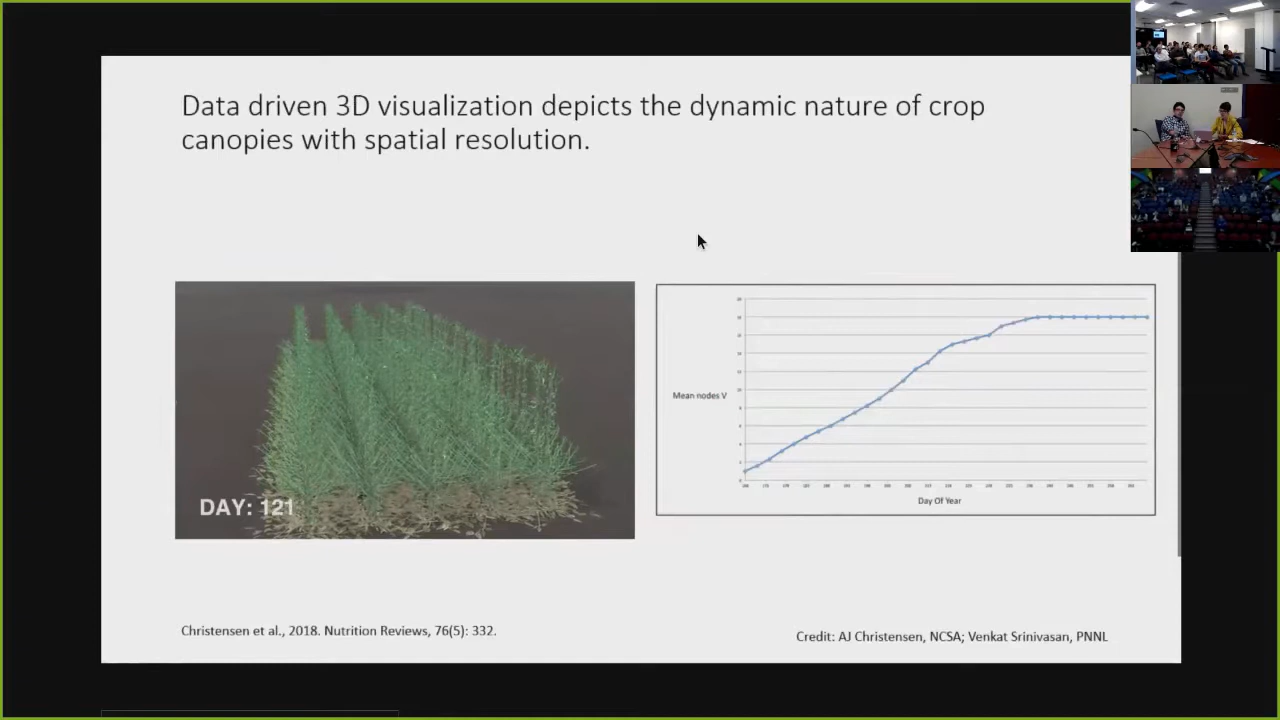 Data driven 3D visualization depicts the dynamic nature of crop
canopies with spatial resolution.
DAY: 121
Mean nodes V
Day Of Year
Christensen et al., 2018. Nutrition Reviews, 76(5): 332.
Credit: AJ Christensen, NCSA; Venkat Srinivasan, PNNL